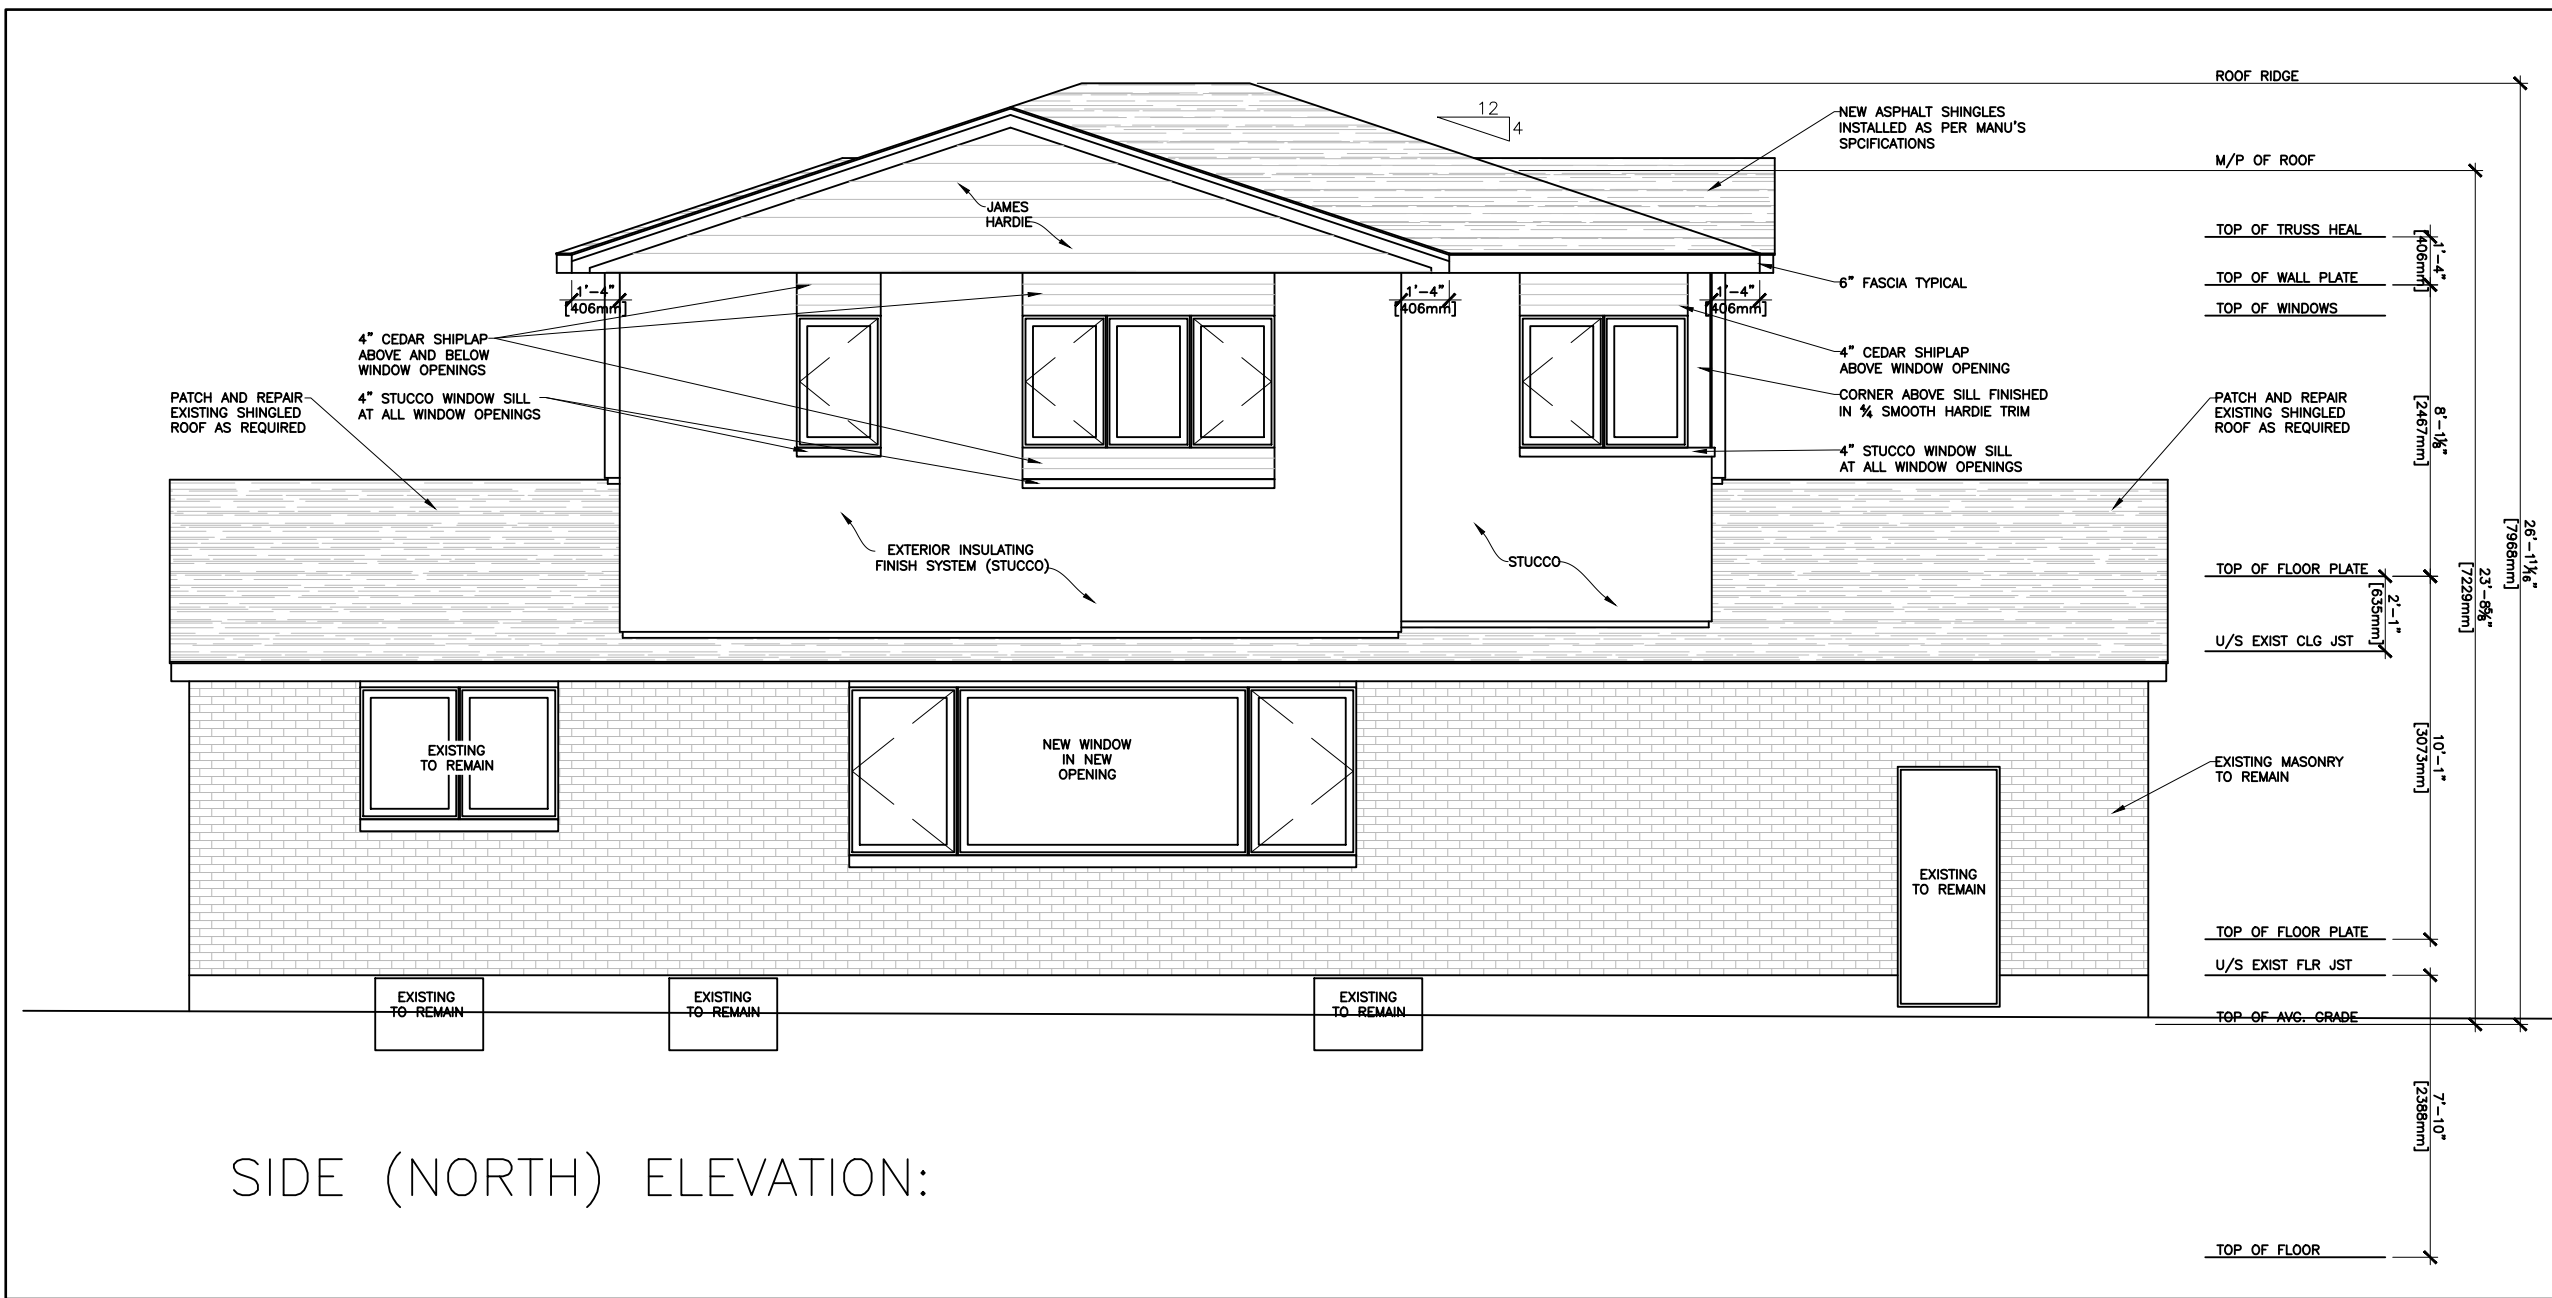 ROOF RIDGE
12
4
NEW ASPHALT SHINGLES
INSTALLED AS PER MANU'S
SPCIFICATIONS
M/P OF ROOF
JAMES
HARDIE
TOP OF TRUSS HEAL
1'-4"
[406mm]
TOP OF WALL PLATE
6" FASCIA TYPICAL
1'-4"
[406mm]
1'-4"
[406mm]
1'-4"
[406mm]
TOP OF WINDOWS
4" CEDAR SHIPLAP
ABOVE AND BELOW
WINDOW OPENINGS
4" CEDAR SHIPLAP
ABOVE WINDOW OPENING
PATCH AND REPAIR
EXISTING SHINGLED
ROOF AS REQUIRED
4" STUCCO WINDOW SILL
AT ALL WINDOW OPENINGS
CORNER ABOVE SILL FINISHED
IN 5/4 SMOOTH HARDIE TRIM
PATCH AND REPAIR
EXISTING SHINGLED
ROOF AS REQUIRED
8'-1 1/8"
[2467mm]
4" STUCCO WINDOW SILL
AT ALL WINDOW OPENINGS
EXTERIOR INSULATING
FINISH SYSTEM (STUCCO)
STUCCO
26'-1 11/16"
[7968mm]
23'-8 5/8"
[7229mm]
TOP OF FLOOR PLATE
2'-1"
[635mm]
U/S EXIST CLG JST
EXISTING
TO REMAIN
NEW WINDOW
IN NEW
OPENING
10'-1"
[3073mm]
EXISTING MASONRY
TO REMAIN
EXISTING
TO REMAIN
TOP OF FLOOR PLATE
U/S EXIST FLR JST
EXISTING
TO REMAIN
EXISTING
TO REMAIN
EXISTING
TO REMAIN
TOP OF AVG. GRADE
7'-10"
[2388mm]
SIDE (NORTH) ELEVATION:
TOP OF FLOOR